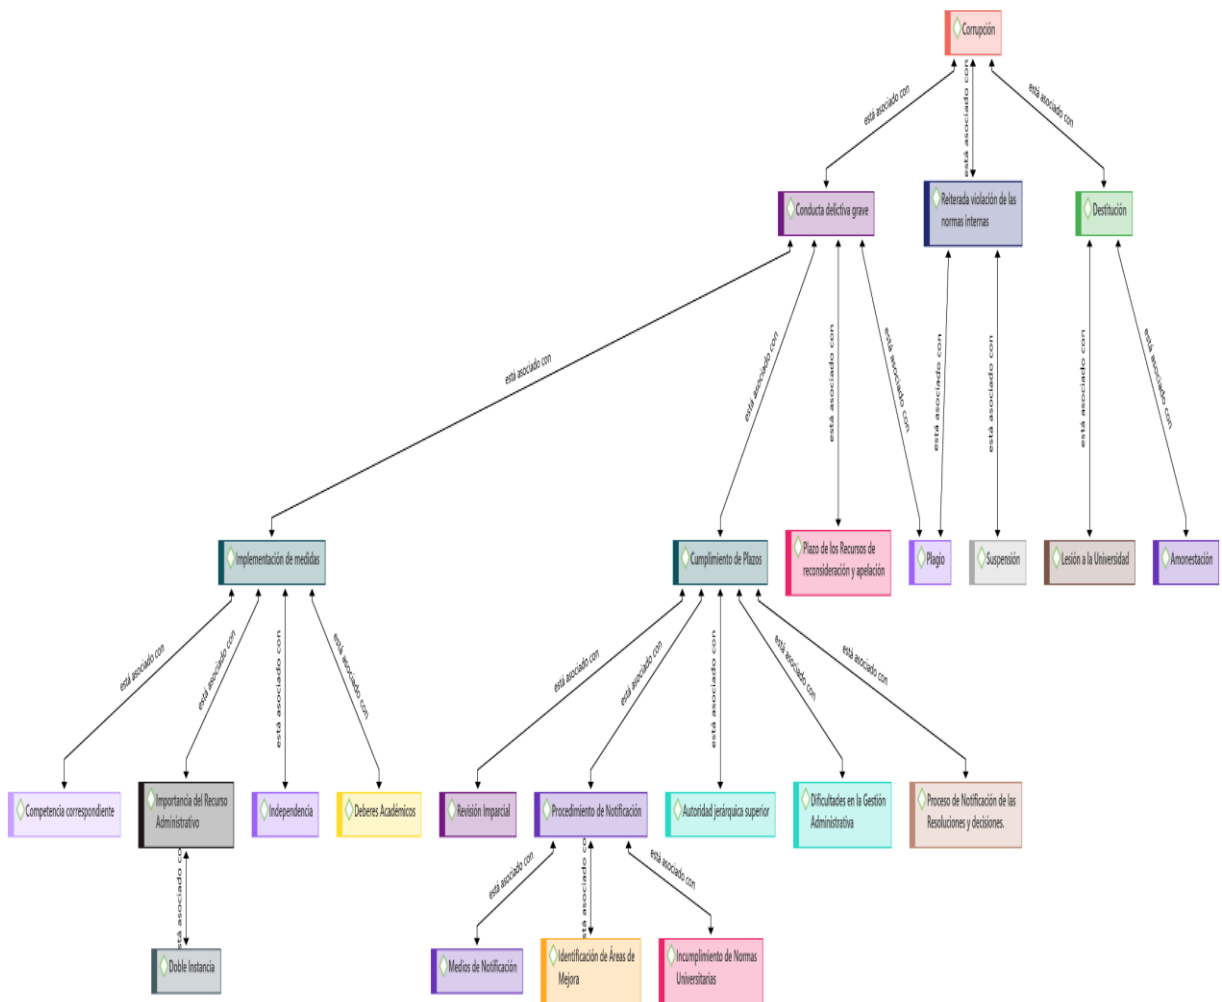 Corrupción
está asociado con
está asociado con
está asociado con
Conducta delictiva grave
Reiterada violación de las
normas internas
Destitución
está asociado con
está asociado con
está asociado con
está asociado con
está asociado con
está asociado con
está asociado con
está asociado con
Implementación de medidas
Cumplimiento de Plazos
Plazo de los Recursos de
reconsideración y apelación
Plagio
Suspensión
Lesión a la Universidad
Amonestación
está asociado con
está asociado con
está asociado con
está asociado con
está asociado con
está asociado con
está asociado con
está asociado con
está asociado con
Competencia correspondiente
Importancia del Recurso
Administrativo
Independencia
Deberes Académicos
Revisión Imparcial
Procedimiento de Notificación
Autoridad jerárquica superior
Dificultades en la Gestión
Administrativa
Proceso de Notificación de las
Resoluciones y decisiones.
está asociado co
está asociado con
está asociado con
está asociado con
Doble Instancia
Medios de Notificación
Identificación de Áreas de
Mejora
Incumplimiento de Normas
Universitarias